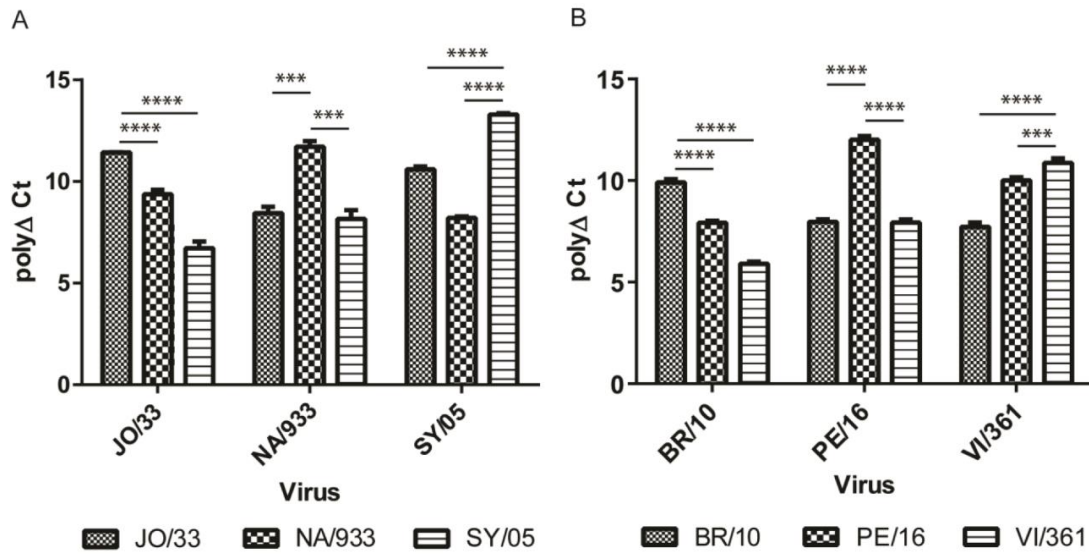 A
polyΔ Ct
15
10
5
0
****
****
***
***
****
****
JO/33
NA/933
SY/05
Virus
JO/33 NA/933 SY/05
B
polyΔ Ct
15
10
5
0
****
****
****
****
****
***
BR/10
PE/16
VI/361
Virus
BR/10 PE/16 VI/361